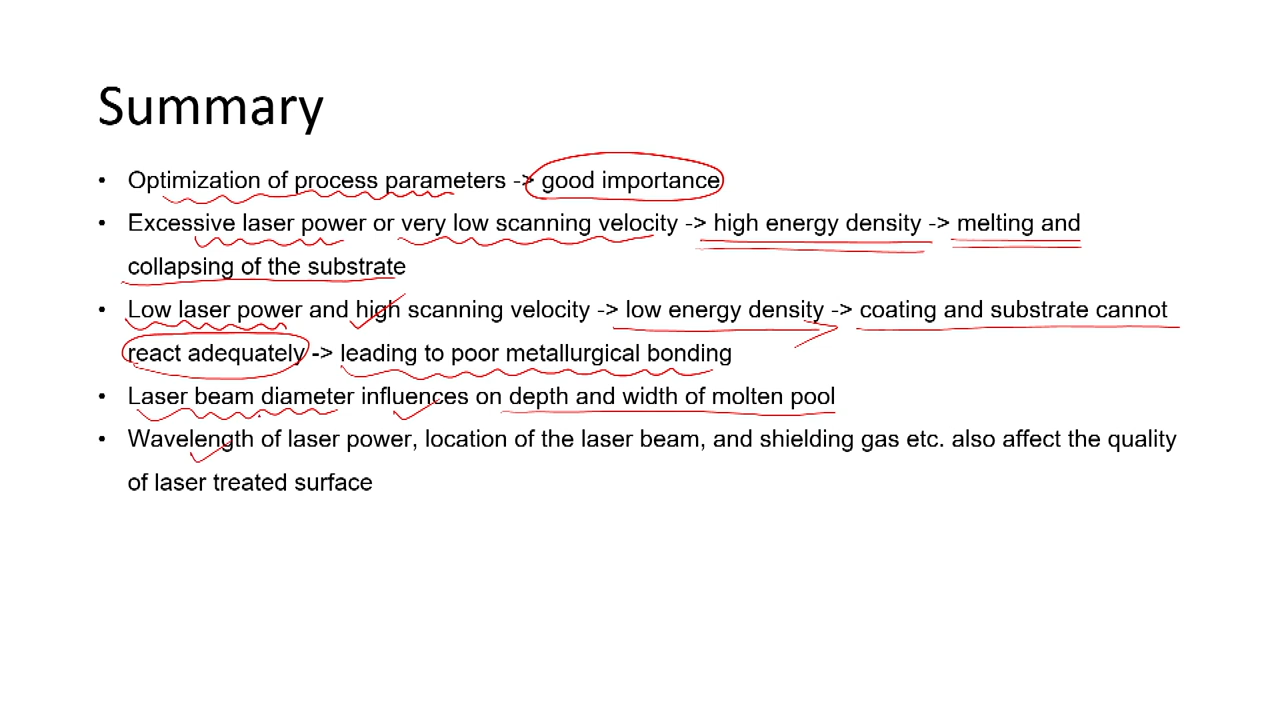 Summary
• Optimization of process parameters -> good importance
• Excessive laser power or very low scanning velocity -> high energy density -> melting and
collapsing of the substrate
• Low laser power and high scanning velocity -> low energy density -> coating and substrate cannot
react adequately -> leading to poor metallurgical bonding
• Laser beam diameter influences on depth and width of molten pool
• Wavelength of laser power, location of the laser beam, and shielding gas etc. also affect the quality
of laser treated surface